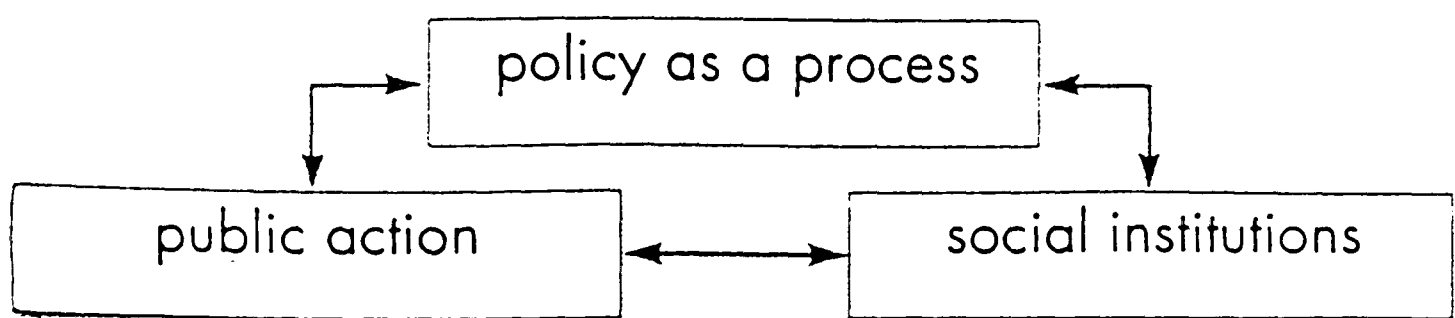 policy as a process
public action
social institutions